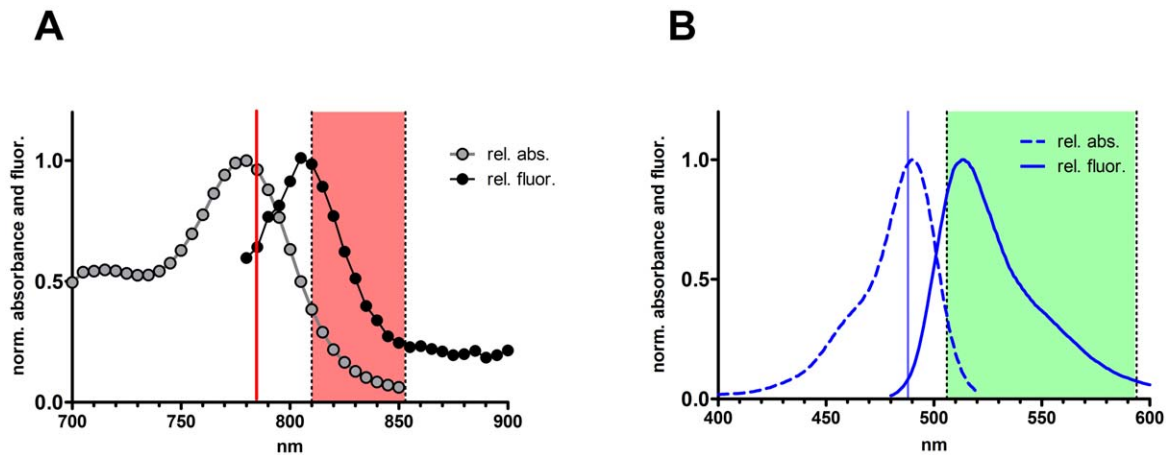 A
norm. absorbance and fluor.
1.0
0.5
0.0
700
750
800
850
900
nm
rel. abs.
rel. fluor.
B
norm. absorbance and fluor.
1.0
0.5
0.0
400
450
500
550
600
nm
rel. abs.
rel. fluor.